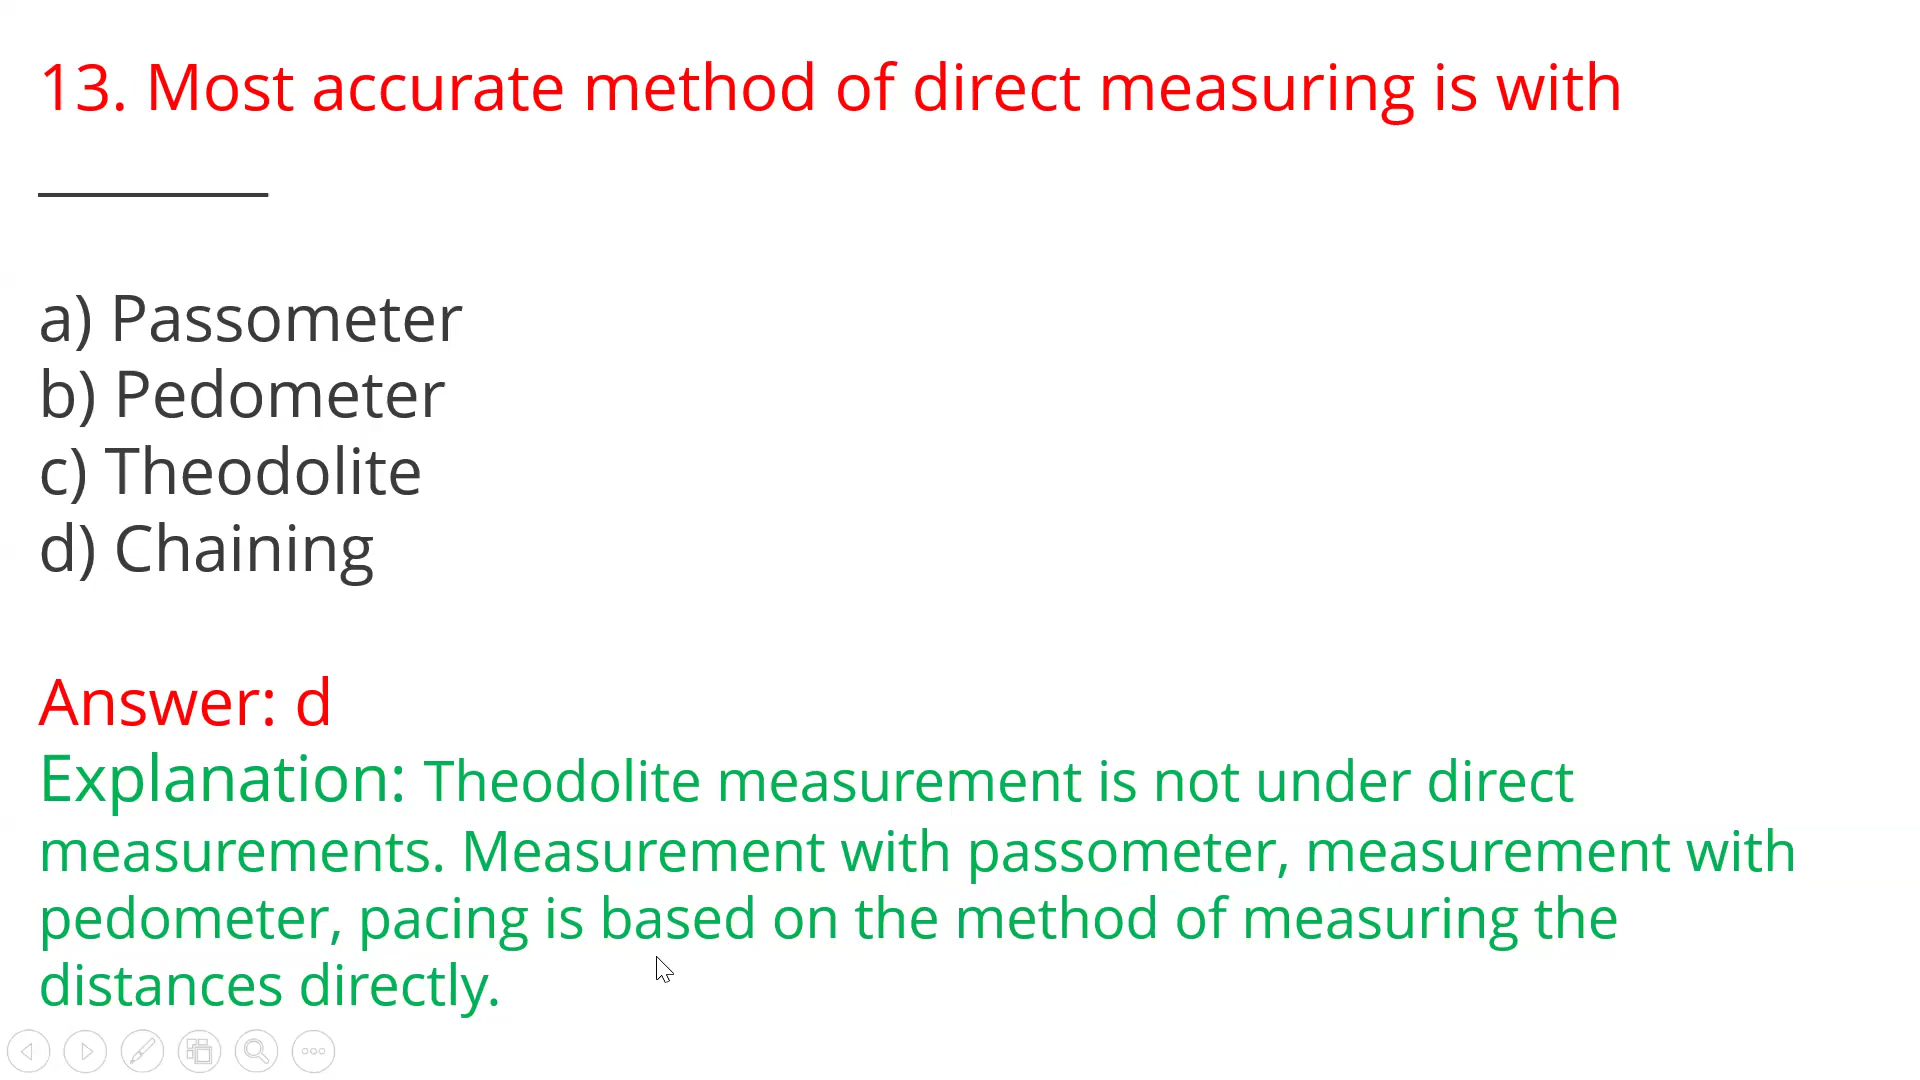 13. Most accurate method of direct measuring is with
_________
a) Passometer
b) Pedometer
c) Theodolite
d) Chaining
Answer: d
Explanation: Theodolite measurement is not under direct
measurements. Measurement with passometer, measurement with
pedometer, pacing is based on the method of measuring the
distances directly.